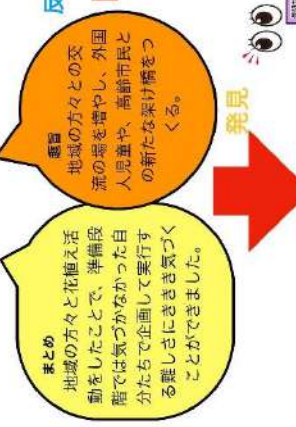 まとめ
地域の方々と花植え活
動をしたことで、準備段
階では気づかなかった自
分たちで企画して実行す
る難しさにきき気づく
ことができました。
趣旨
地域の方々との交
流の場を増やし、外国
人児童や、高齢市民と
の新たな架け橋をつ
くる。
発見